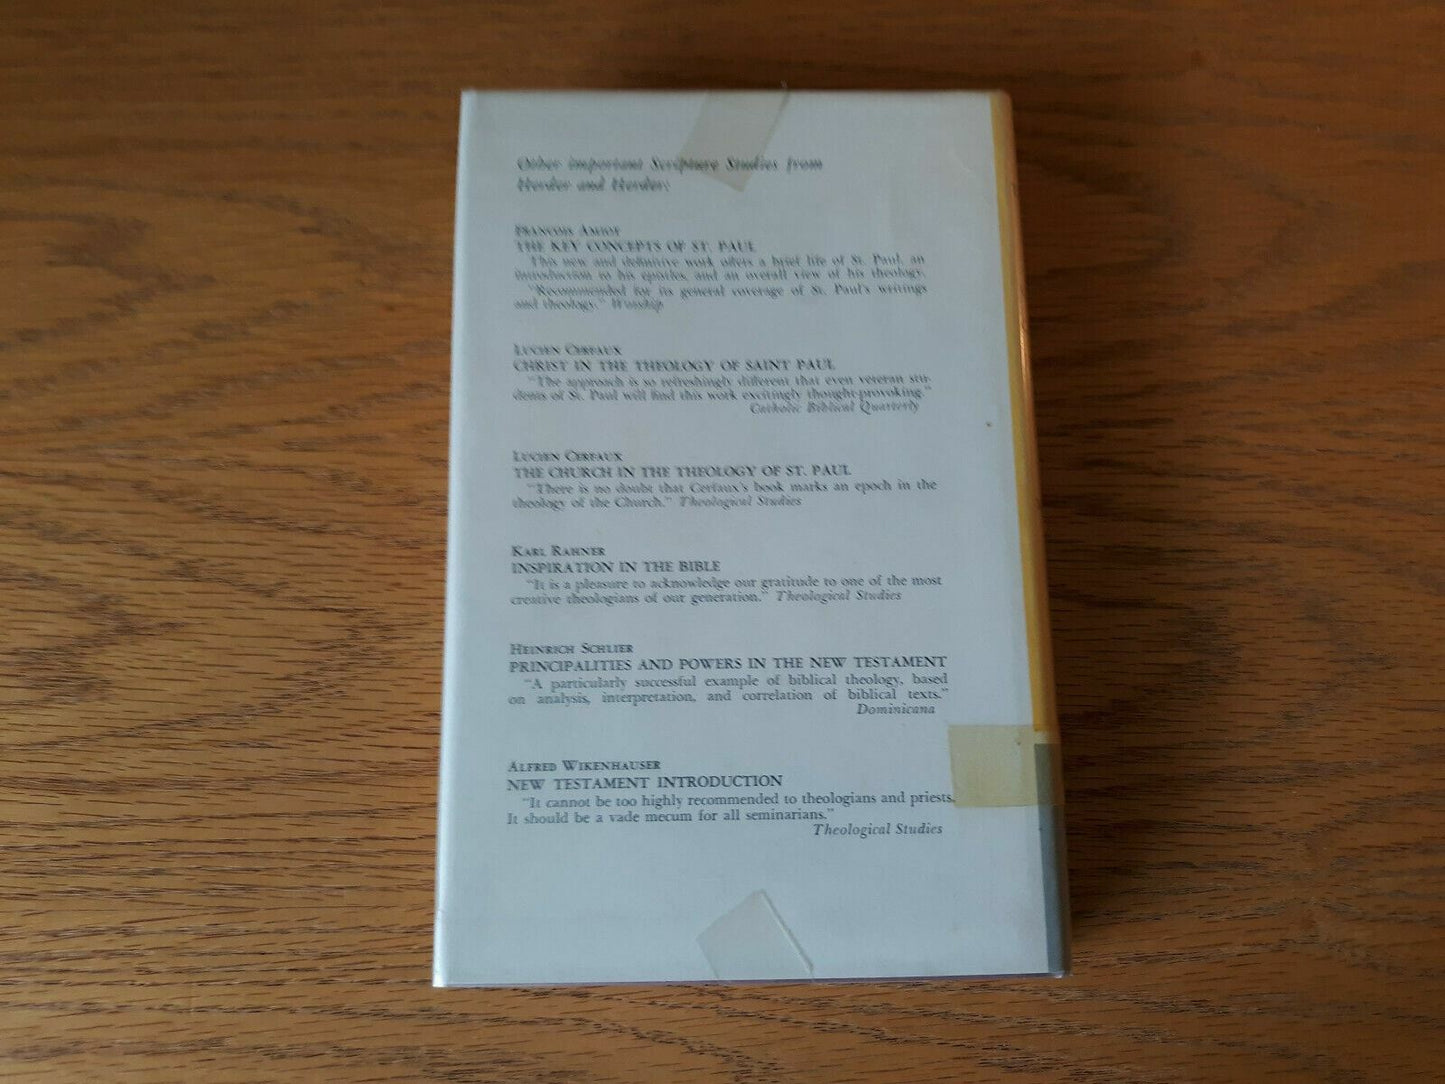 Other important Scripture Studies from
Herder and Herder:
FRANCOIS AMIOT
THE KEY CONCEPTS OF ST. PAUL
This new and definitive work offers a brief life of St. Paul, an
introduction to his epistles, and an overall view of his theology.
"Recommended for its general coverage of St. Paul's writings
and theology." Worship
LUCIEN CERFAUX
CHRIST IN THE THEOLOGY OF SAINT PAUL
"The approach is so refreshingly different that even veteran stu-
dents of St. Paul will find this work excitingly thought-provoking."
Catholic Biblical Quarterly
LUCIEN CERFAUX
THE CHURCH IN THE THEOLOGY OF ST. PAUL
"There is no doubt that Cerfaux's book marks an epoch in the
theology of the Church." Theological Studies
KARL RAHNER
INSPIRATION IN THE BIBLE
"It is a pleasure to acknowledge our gratitude to one of the most
creative theologians of our generation." Theological Studies
HEINRICH SCHLIER
PRINCIPALITIES AND POWERS IN THE NEW TESTAMENT
"A particularly successful example of biblical theology, based
on analysis, interpretation, and correlation of biblical texts."
Dominicana
ALFRED WIKENHAUSER
NEW TESTAMENT INTRODUCTION
"It cannot be too highly recommended to theologians and priests.
It should be a vade mecum for all seminarians."
Theological Studies